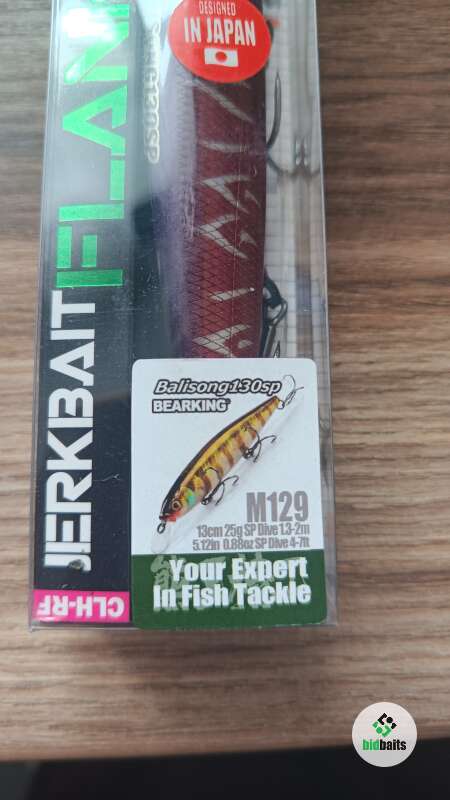 DESIGNED
IN JAPAN
JERKBAIT
CLH-RF
Balisong130sp
BEARKING
M129
13cm 25g SP Dive 1.3-2m
5.12in 0.88oz SP Dive 4-7ft
Your Expert
In Fish Tackle
bidbaits